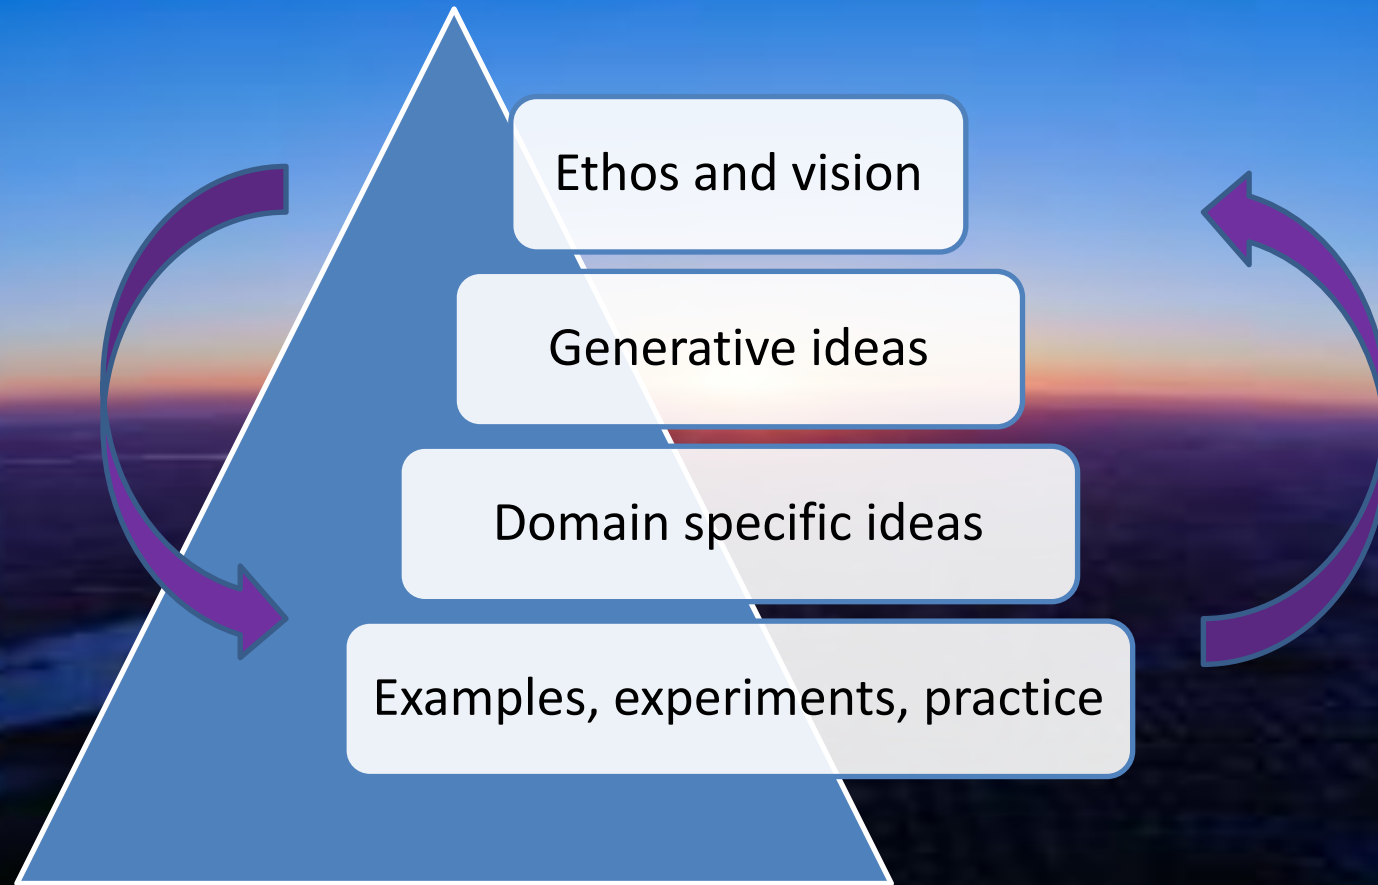 Ethos and vision
Generative ideas
Domain specific ideas
Examples, experiments, practice